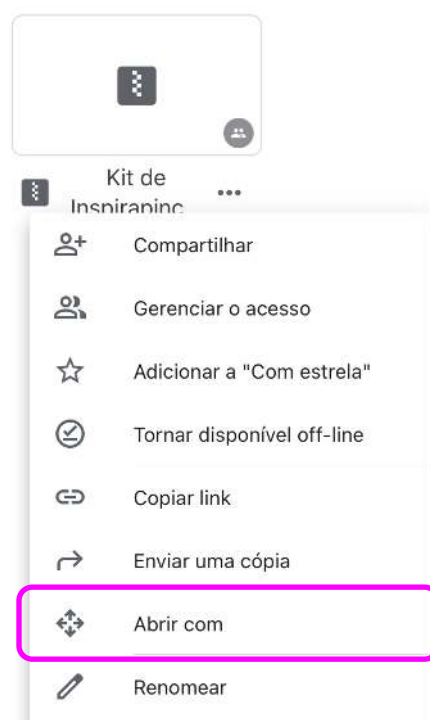 Kit de
Inspirapinc
Compartilhar
Gerenciar o acesso
Adicionar a "Com estrela"
Tornar disponível off-line
Copiar link
Enviar uma cópia
Abrir com
Renomear